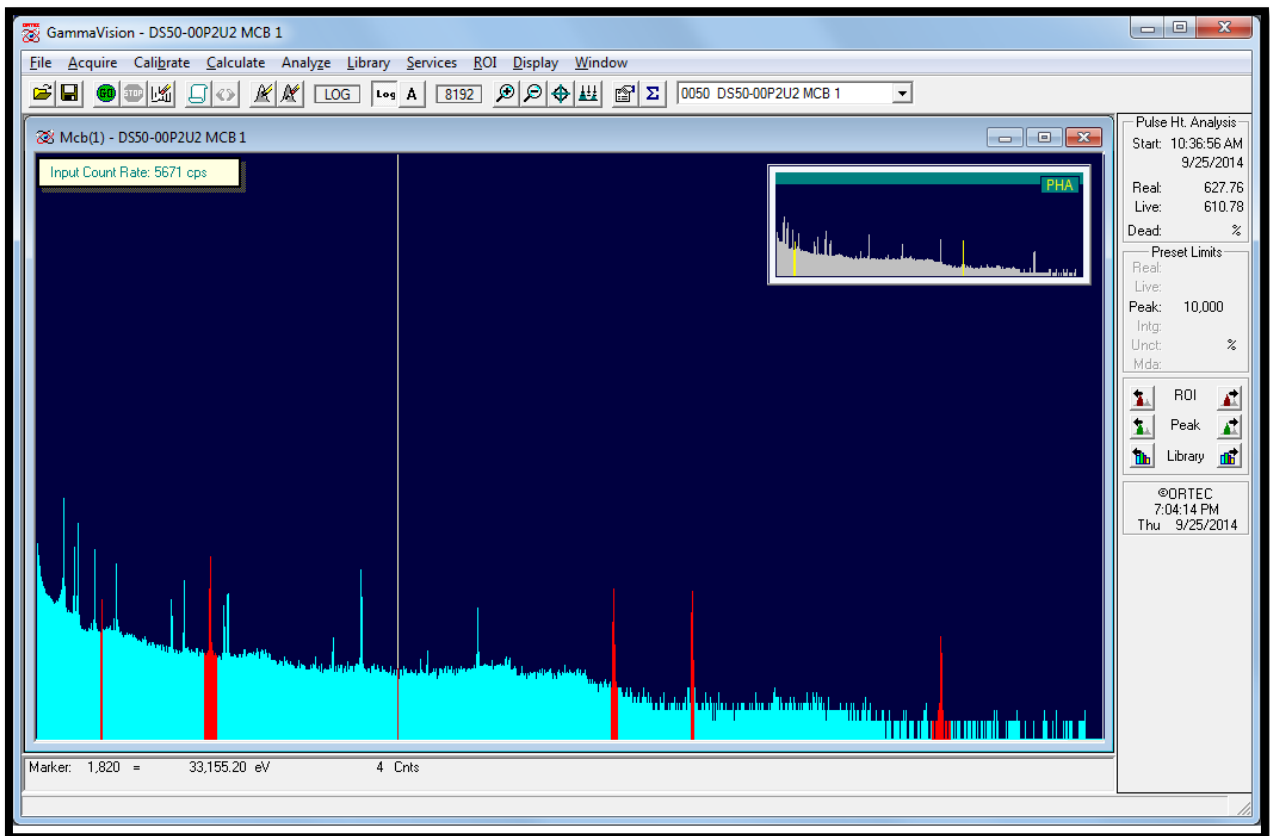 GammaVision - DS50-00P2U2 MCB 1
File Acquire Calibrate Calculate Analyze Library Services ROI Display Window
GO STOP LOG Log A 8192 Σ 0050 DS50-00P2U2 MCB 1
Mcb(1) - DS50-00P2U2 MCB 1
Input Count Rate: 5671 cps
PHA
Pulse Ht. Analysis
Start: 10:36:56 AM
9/25/2014
Real: 627.76
Live: 610.78
Dead: %
Preset Limits
Real:
Live:
Peak: 10,000
Intg:
Unct: %
Mda:
ROI
Peak
Library
©ORTEC
7:04:14 PM
Thu 9/25/2014
Marker: 1,820 = 33,155.20 eV 4 Cnts